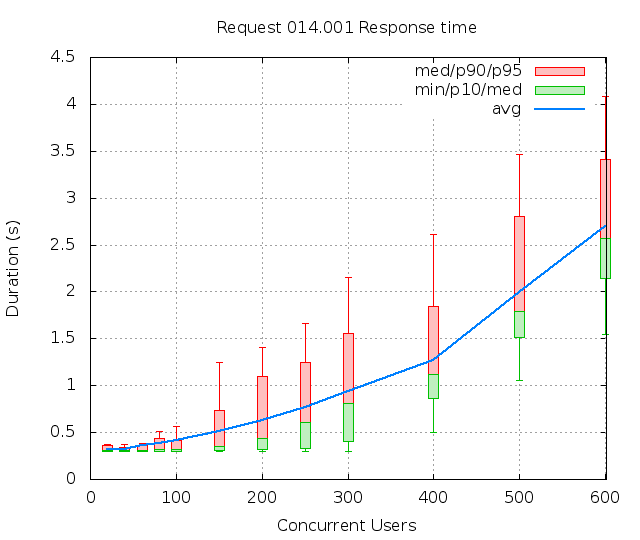 Request 014.001 Response time
4.5
4
3.5
3
2.5
2
1.5
1
0.5
0
Duration (s)
med/p90/p95
min/p10/med
avg
0 100 200 300 400 500 600
Concurrent Users